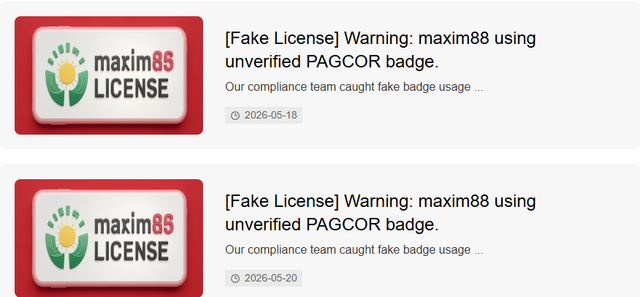 maxim88
LICENSE
[Fake License] Warning: maxim88 using
unverified PAGCOR badge.
Our compliance team caught fake badge usage ...
2026-05-18
maxim88
LICENSE
[Fake License] Warning: maxim88 using
unverified PAGCOR badge.
Our compliance team caught fake badge usage ...
2026-05-20